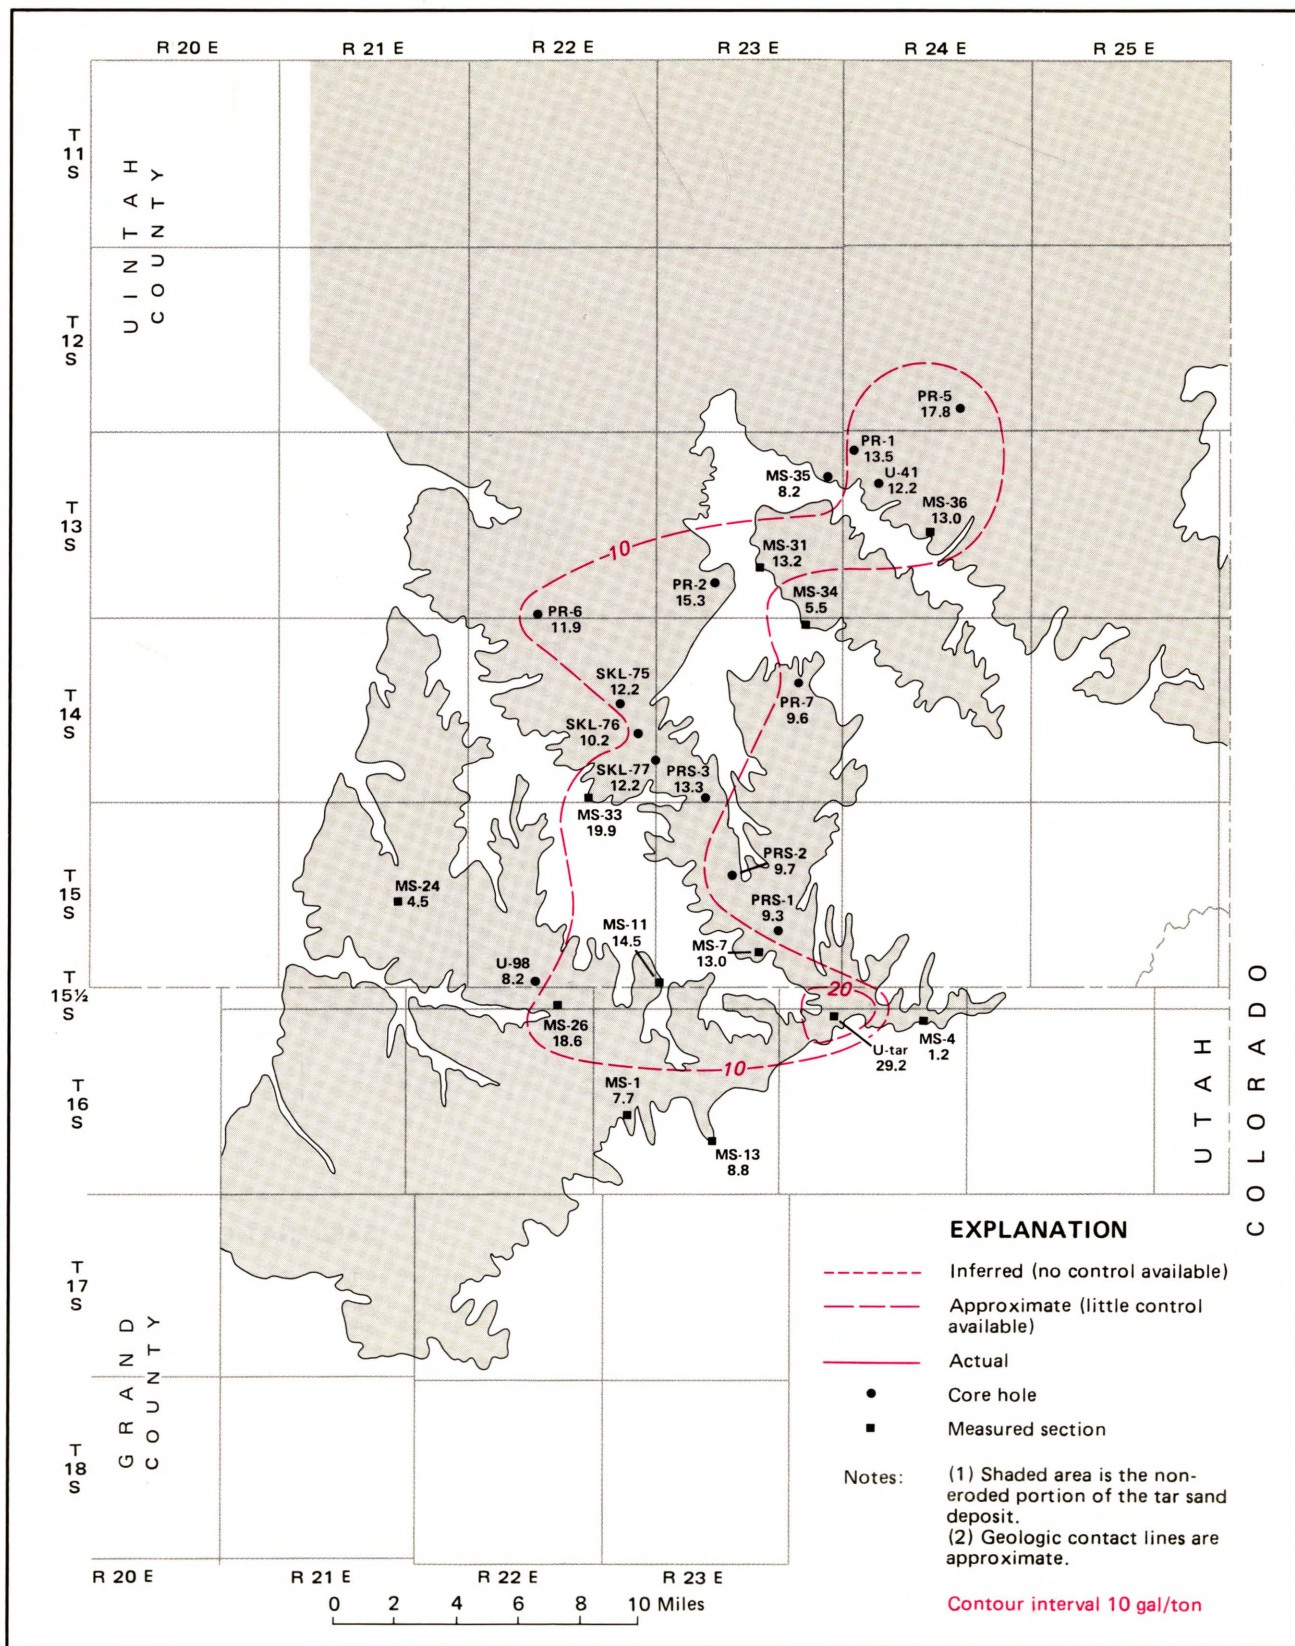 R 20 E R 21 E R 22 E R 23 E R 24 E R 25 E
T
11
S
UINTAH
COUNTY
T
12
S
PR-5
17.8
PR-1
13.5
MS-35
8.2
U-41
12.2
MS-36
13.0
T
13
S
10
MS-31
13.2
PR-2
15.3
MS-34
5.5
PR-6
11.9
SKL-75
12.2
T
14
S
PR-7
9.6
SKL-76
10.2
SKL-77
12.2
PRS-3
13.3
MS-33
19.9
PRS-2
9.7
T
15
S
MS-24
4.5
PRS-1
9.3
MS-11
14.5
MS-7
13.0
U-98
8.2
T
15½
S
20
MS-26
18.6
U-tar
29.2
MS-4
1.2
10
T
16
S
MS-1
7.7
MS-13
8.8
UTAH
COLORADO
T
17
S
GRAND
COUNTY
T
18
S
EXPLANATION
Inferred (no control available)
Approximate (little control
available)
Actual
Core hole
Measured section
Notes: (1) Shaded area is the non-
eroded portion of the tar sand
deposit.
(2) Geologic contact lines are
approximate.
Contour interval 10 gal/ton
R 20 E R 21 E R 22 E R 23 E
0 2 4 6 8 10 Miles